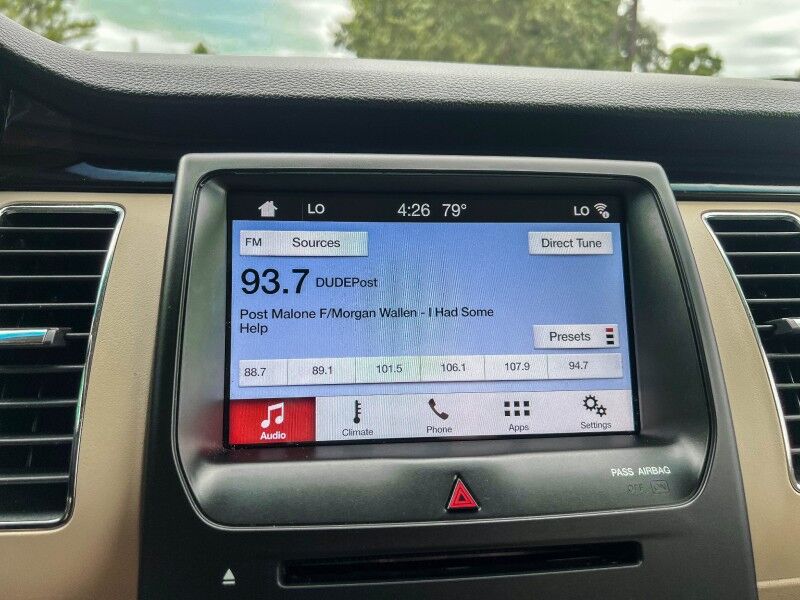 LO 4:26 79° LO
FM Sources Direct Tune
93.7 DUDEPost
Post Malone F/Morgan Wallen - I Had Some
Help
Presets
88.7 89.1 101.5 106.1 107.9 94.7
Audio Climate Phone Apps Settings
PASS AIRBAG
OFF